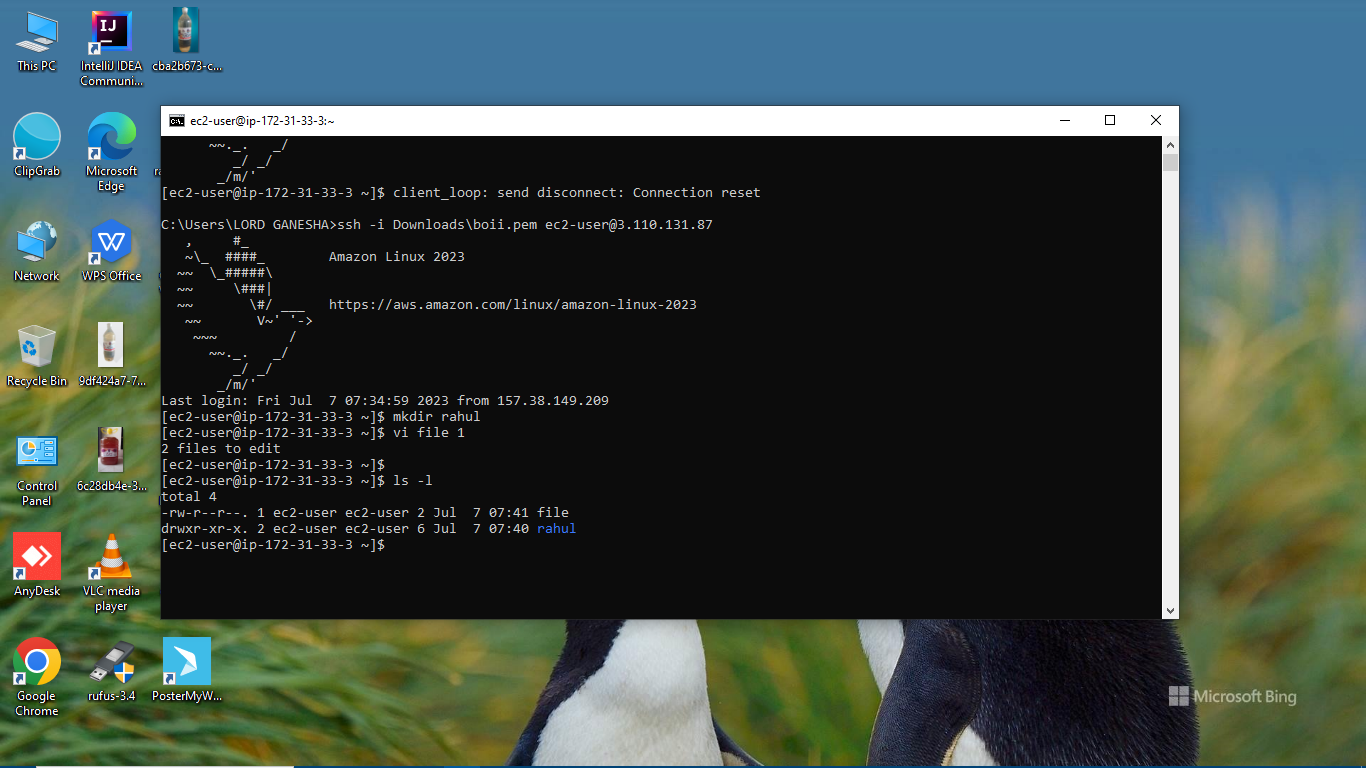 This PC
IntelliJ IDEA
Communi...
cba2b673-c...
ClipGrab
Microsoft
Edge
Network
WPS Office
Recycle Bin
9df424a7-7...
Control
Panel
6c28db4e-3...
AnyDesk
VLC media
player
Google
Chrome
rufus-3.4
PosterMyW...
ec2-user@ip-172-31-33-3:~
      ~~._.   _/
         _/ _/
       _/m/'
[ec2-user@ip-172-31-33-3 ~]$ client_loop: send disconnect: Connection reset
C:\Users\LORD GANESHA>ssh -i Downloads\boii.pem ec2-user@3.110.131.87
   ,     #_
   ~\_  ####_        Amazon Linux 2023
  ~~  \_#####\
  ~~     \###|
  ~~       \#/ ___   https://aws.amazon.com/linux/amazon-linux-2023
   ~~       V~' '->
    ~~~         /
      ~~._.   _/
         _/ _/
       _/m/'
Last login: Fri Jul  7 07:34:59 2023 from 157.38.149.209
[ec2-user@ip-172-31-33-3 ~]$ mkdir rahul
[ec2-user@ip-172-31-33-3 ~]$ vi file 1
2 files to edit
[ec2-user@ip-172-31-33-3 ~]$
[ec2-user@ip-172-31-33-3 ~]$ ls -l
total 4
-rw-r--r--. 1 ec2-user ec2-user 2 Jul  7 07:41 file
drwxr-xr-x. 2 ec2-user ec2-user 6 Jul  7 07:40 rahul
[ec2-user@ip-172-31-33-3 ~]$
Microsoft Bing